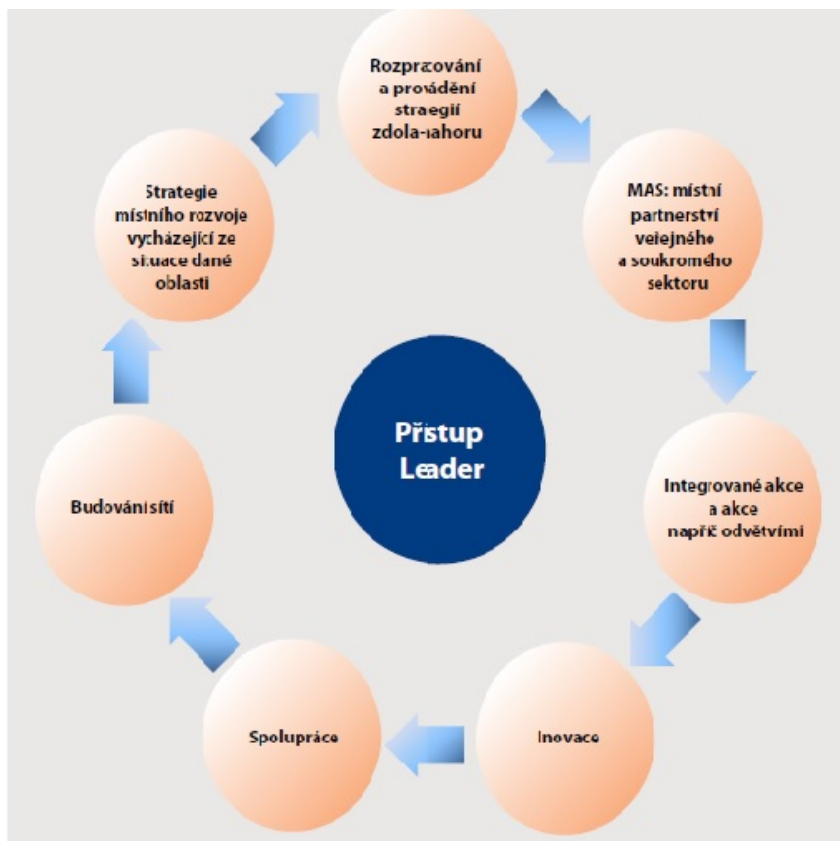 Rozpracování
a provádění
straegií
zdola-nahoru
MAS: místní
partnerství
veřejného
a soukromého
sektoru
Integrované akce
a akce
napříč odvětvími
Inovace
Spolupráce
Budování sítí
Strategie
místního rozvoje
vycházející ze
situace dané
oblasti
Přístup
Leader